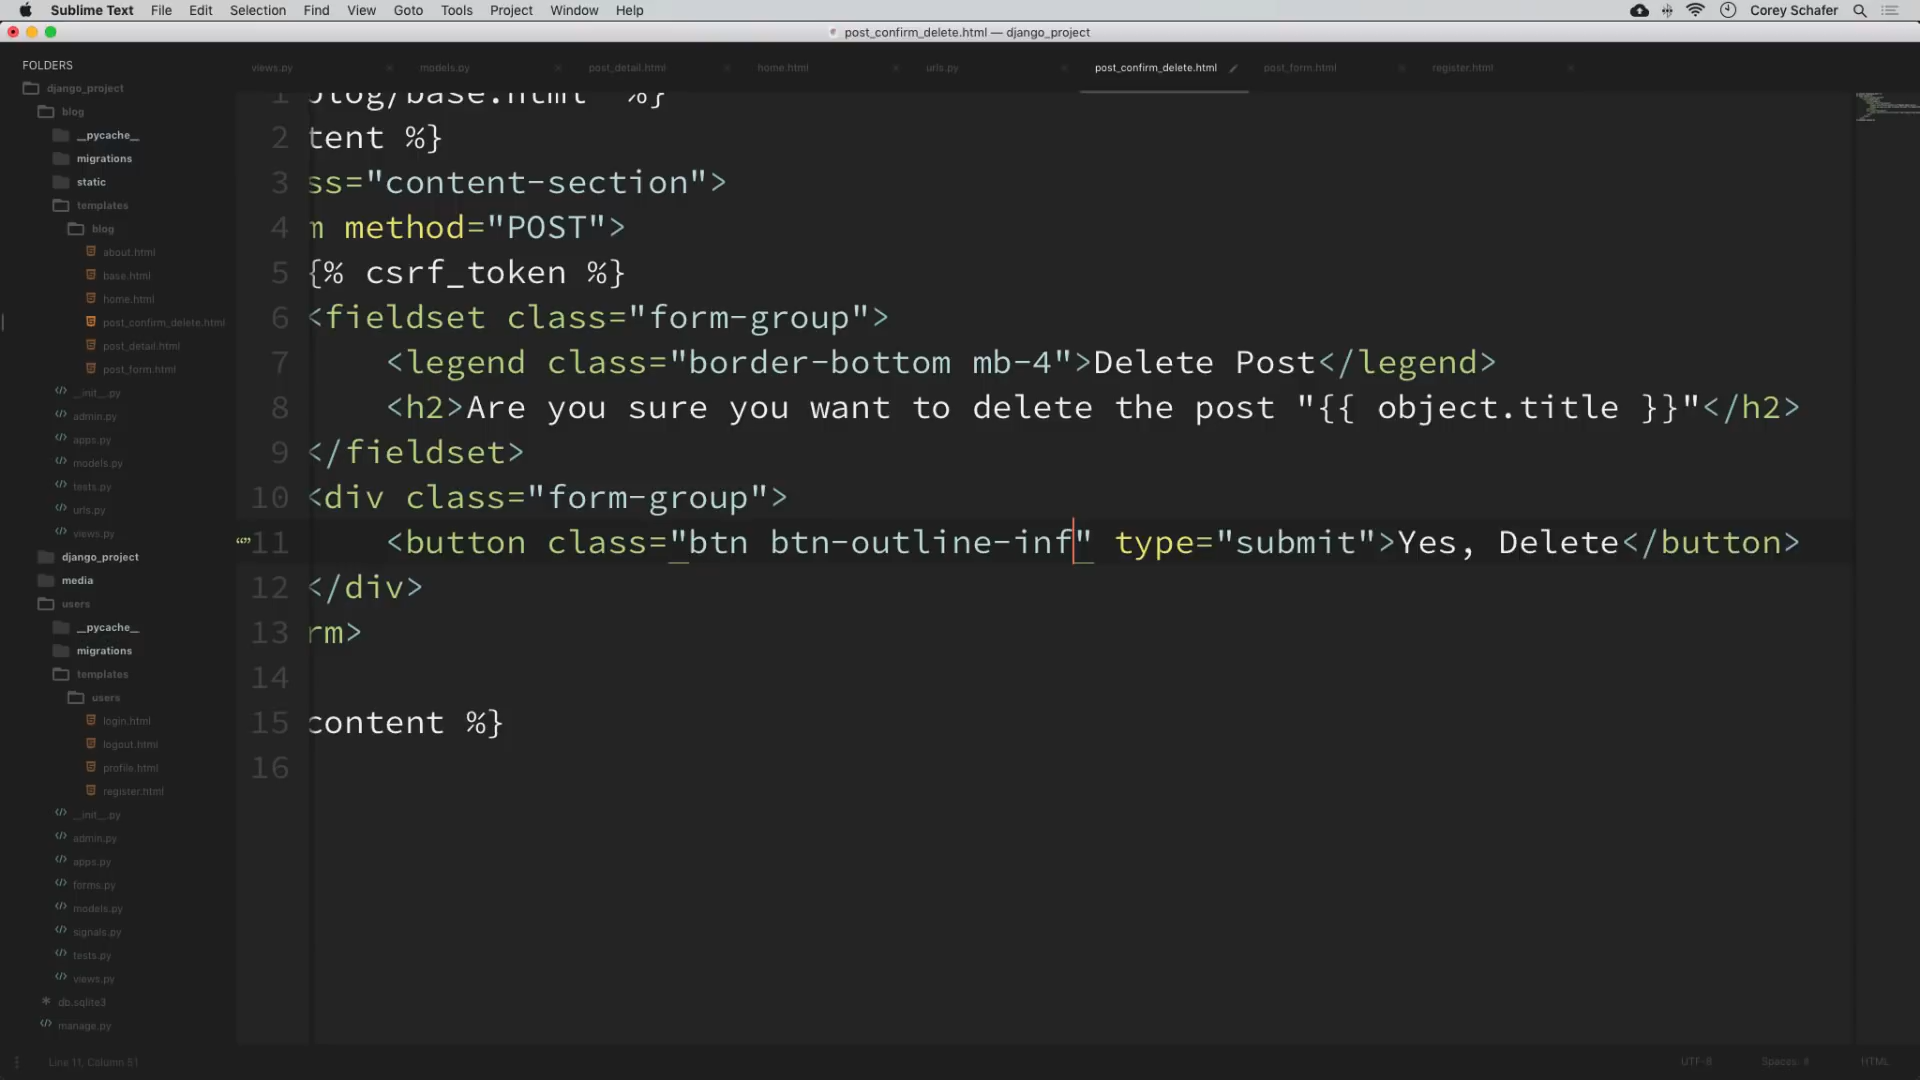 Sublime Text File Edit Selection Find View Goto Tools Project Window Help Corey Schafer
post_confirm_delete.html — django_project
FOLDERS
django_project
blog
__pycache__
migrations
static
templates
blog
about.html
base.html
home.html
post_confirm_delete.html
post_detail.html
post_form.html
__init__.py
admin.py
apps.py
models.py
tests.py
urls.py
views.py
django_project
media
users
__pycache__
migrations
templates
users
login.html
logout.html
profile.html
register.html
__init__.py
admin.py
apps.py
forms.py
models.py
signals.py
tests.py
views.py
db.sqlite3
manage.py
views.py models.py post_detail.html home.html urls.py post_confirm_delete.html post_form.html register.html
1 blog/base.html" %}
2 tent %}
3 ss="content-section">
4 m method="POST">
5 {% csrf_token %}
6 <fieldset class="form-group">
7 <legend class="border-bottom mb-4">Delete Post</legend>
8 <h2>Are you sure you want to delete the post "{{ object.title }}"</h2>
9 </fieldset>
10 <div class="form-group">
11 <button class="btn btn-outline-inf" type="submit">Yes, Delete</button>
12 </div>
13 rm>
14
15 content %}
16
Line 11, Column 51 UTF-8 Spaces: HTML